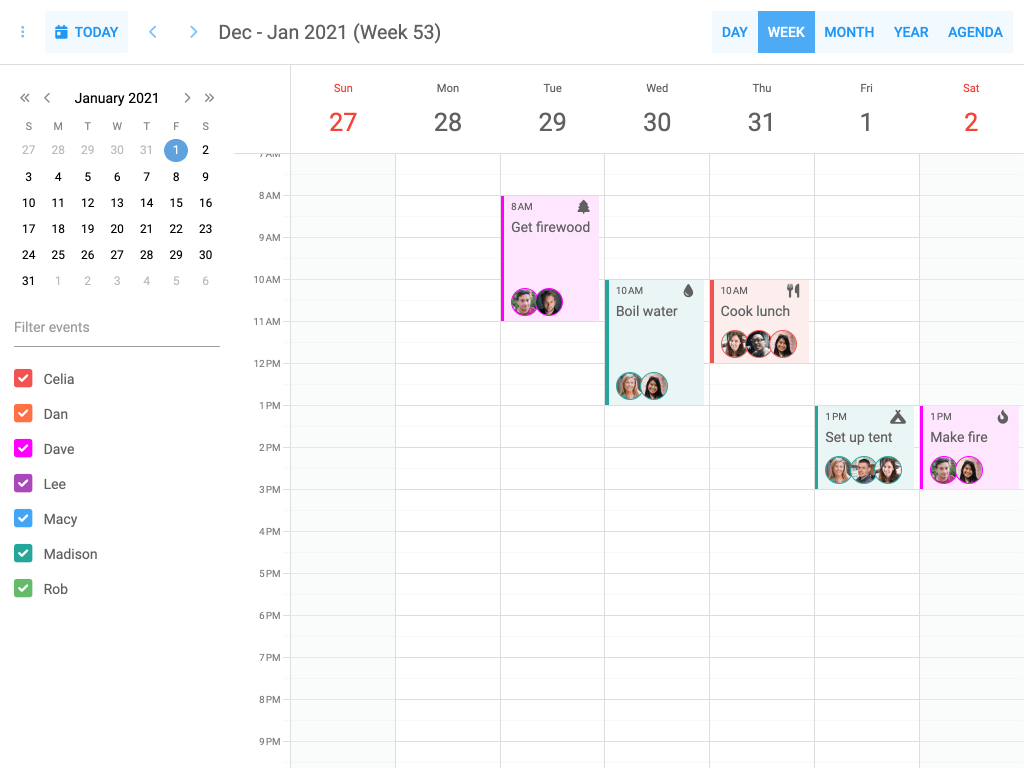 TODAY
Dec - Jan 2021 (Week 53)
DAY WEEK MONTH YEAR AGENDA
January 2021
S M T W T F S
27 28 29 30 31 1 2
3 4 5 6 7 8 9
10 11 12 13 14 15 16
17 18 19 20 21 22 23
24 25 26 27 28 29 30
31 1 2 3 4 5 6
Filter events
Celia
Dan
Dave
Lee
Macy
Madison
Rob
Sun Mon Tue Wed Thu Fri Sat
27 28 29 30 31 1 2
7 AM
8 AM
9 AM
10 AM
11 AM
12 PM
1 PM
2 PM
3 PM
4 PM
5 PM
6 PM
7 PM
8 PM
9 PM
8 AM
Get firewood
10 AM
Boil water
10 AM
Cook lunch
1 PM
Set up tent
1 PM
Make fire